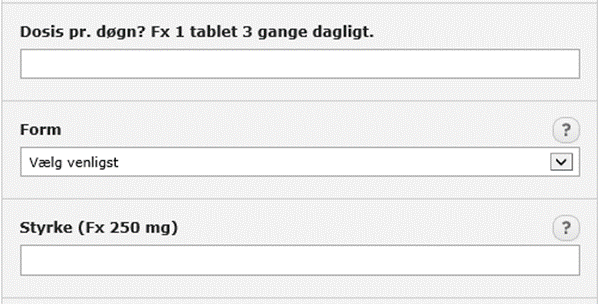 Dosis pr. døgn? Fx 1 tablet 3 gange dagligt.
Form
?
Vælg venligst
Styrke (Fx 250 mg)
?